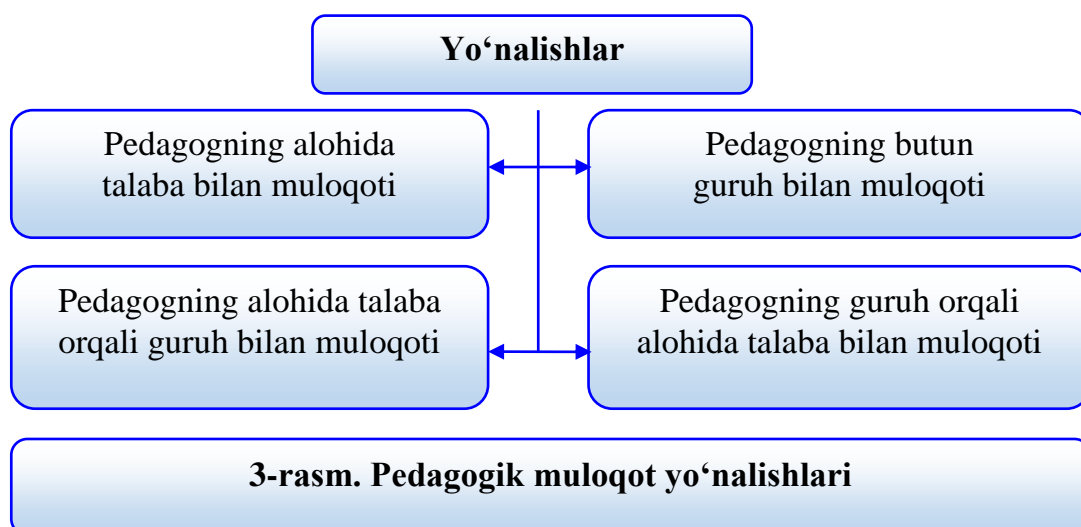 Yo‘nalishlar
Pedagogning alohida
talaba bilan muloqoti
Pedagogning butun
guruh bilan muloqoti
Pedagogning alohida talaba
orqali guruh bilan muloqoti
Pedagogning guruh orqali
alohida talaba bilan muloqoti
3-rasm. Pedagogik muloqot yo‘nalishlari